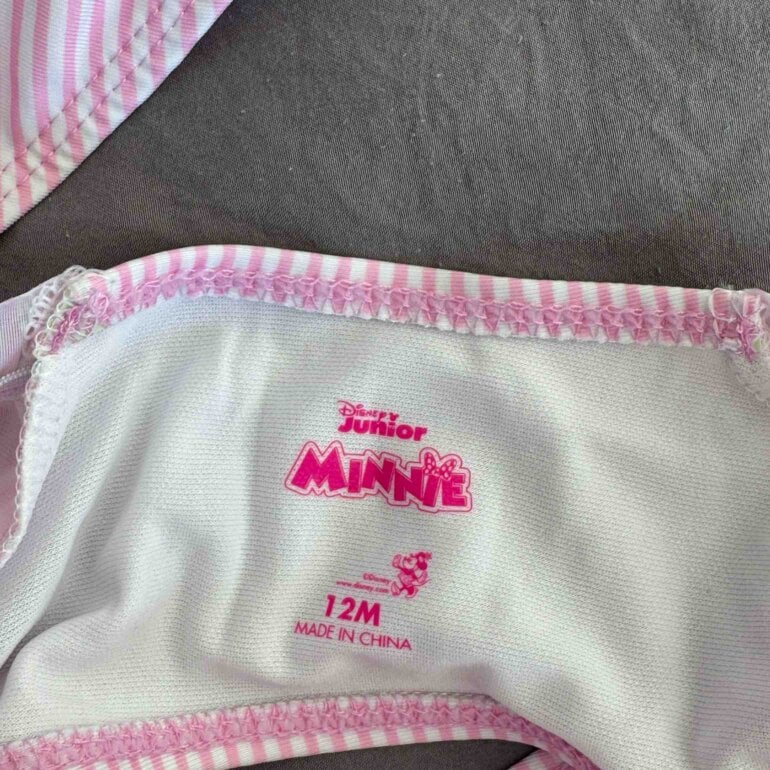 Disney
Junior
MINNIE
©Disney
www.disney.com
12M
MADE IN CHINA